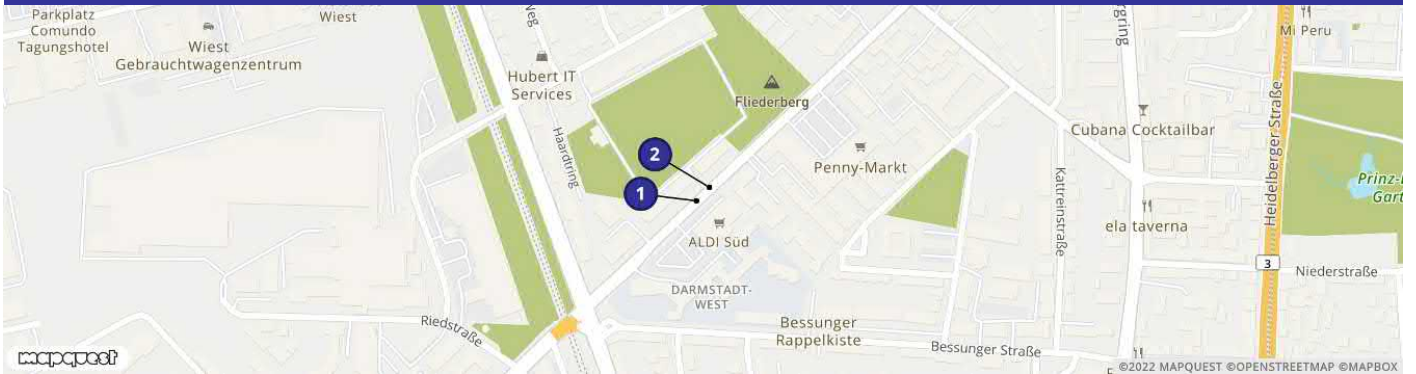 Parkplatz
Comundo
Tagungshotel
Wiest
Wiest
Gebrauchtwagenzentrum
Hubert IT
Services
Haardtring
Fliederberg
Penny-Markt
Mi Peru
Cubana Cocktailbar
Heidelberger Straße
Kattreinstraße
ela taverna
3
Niederstraße
2
1
ALDI Süd
DARMSTADT-
WEST
Riedstraße
Bessunger
Rappelkiste
Bessunger Straße
mapquest
©2022 MAPQUEST ©OPENSTREETMAP ©MAPBOX